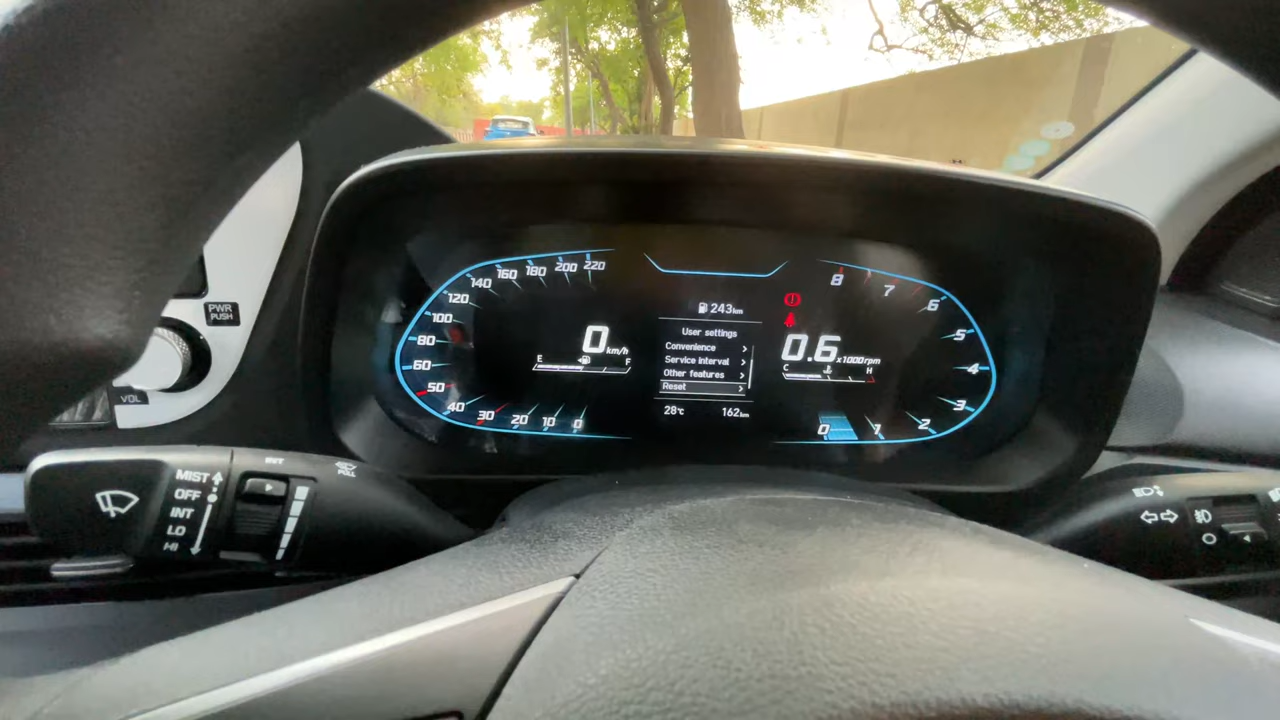 PWR
PUSH
VOL
MIST
OFF
INT
LO
HI
INT
PULL
220
200
180
160
140
120
100
80
60
50
40
30
20
10
0
0 km/h
E F
243km
User settings
Convenience
Service interval
Other features
Reset
28℃ 162km
0.6 x1000rpm
C H
8
7
6
5
4
3
2
1
0